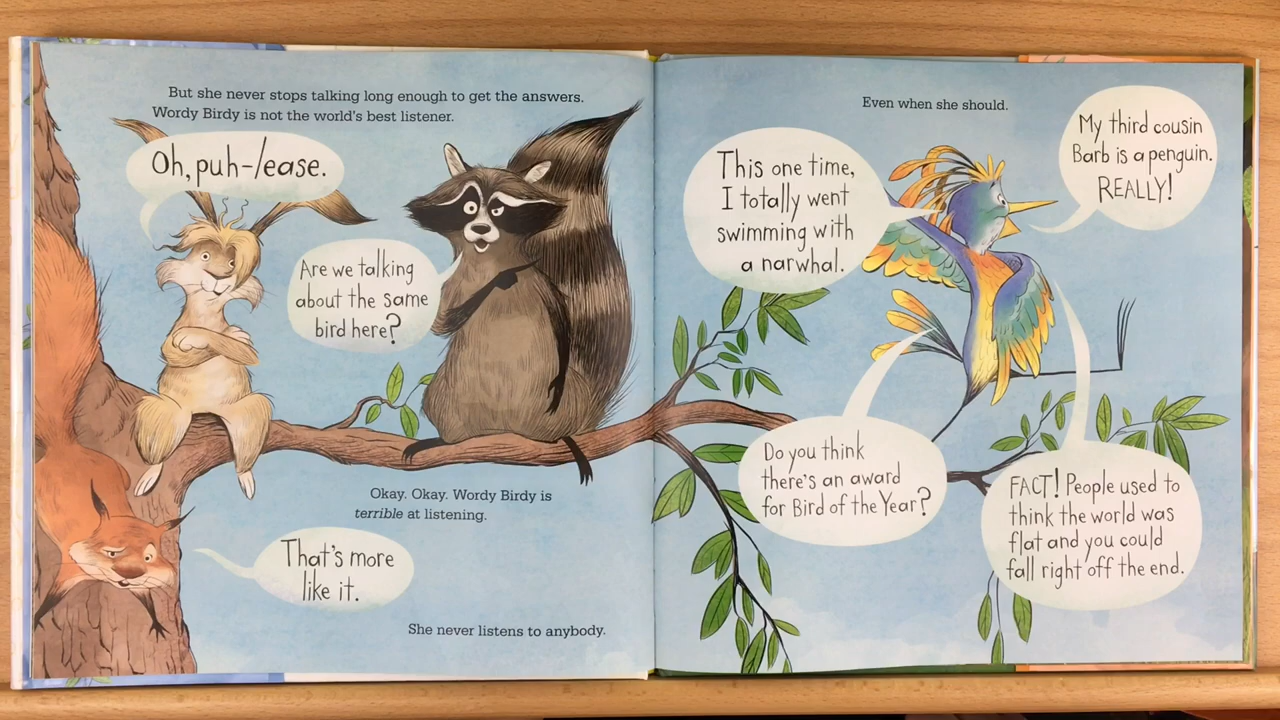 But she never stops talking long enough to get the answers.
Wordy Birdy is not the world's best listener.
Oh, puh-lease.
Are we talking
about the same
bird here?
Okay. Okay. Wordy Birdy is
terrible at listening.
That's more
like it.
She never listens to anybody.
Even when she should.
This one time,
I totally went
swimming with
a narwhal.
My third cousin
Barb is a penguin.
REALLY!
Do you think
there's an award
for Bird of the Year?
FACT! People used to
think the world was
flat and you could
fall right off the end.